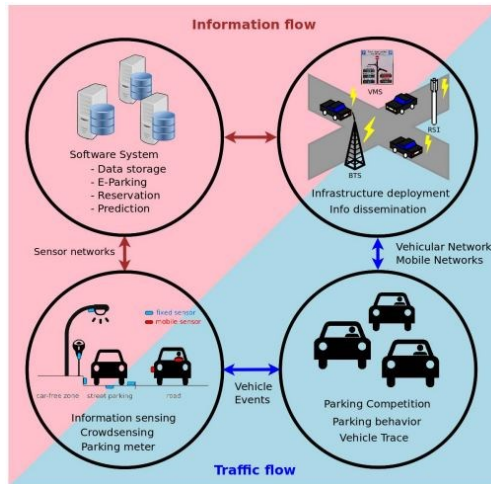 Information flow
VMS
RSI
BTS
Software System
- Data storage
- E-Parking
- Reservation
- Prediction
Infrastructure deployment
Info dissemination
Sensor networks
Vehicular Network
Mobile Networks
fixed sensor
mobile sensor
car-free zone
street parking
road
Information sensing
Crowdsensing
Parking meter
Vehicle
Events
Parking Competition
Parking behavior
Vehicle Trace
Traffic flow